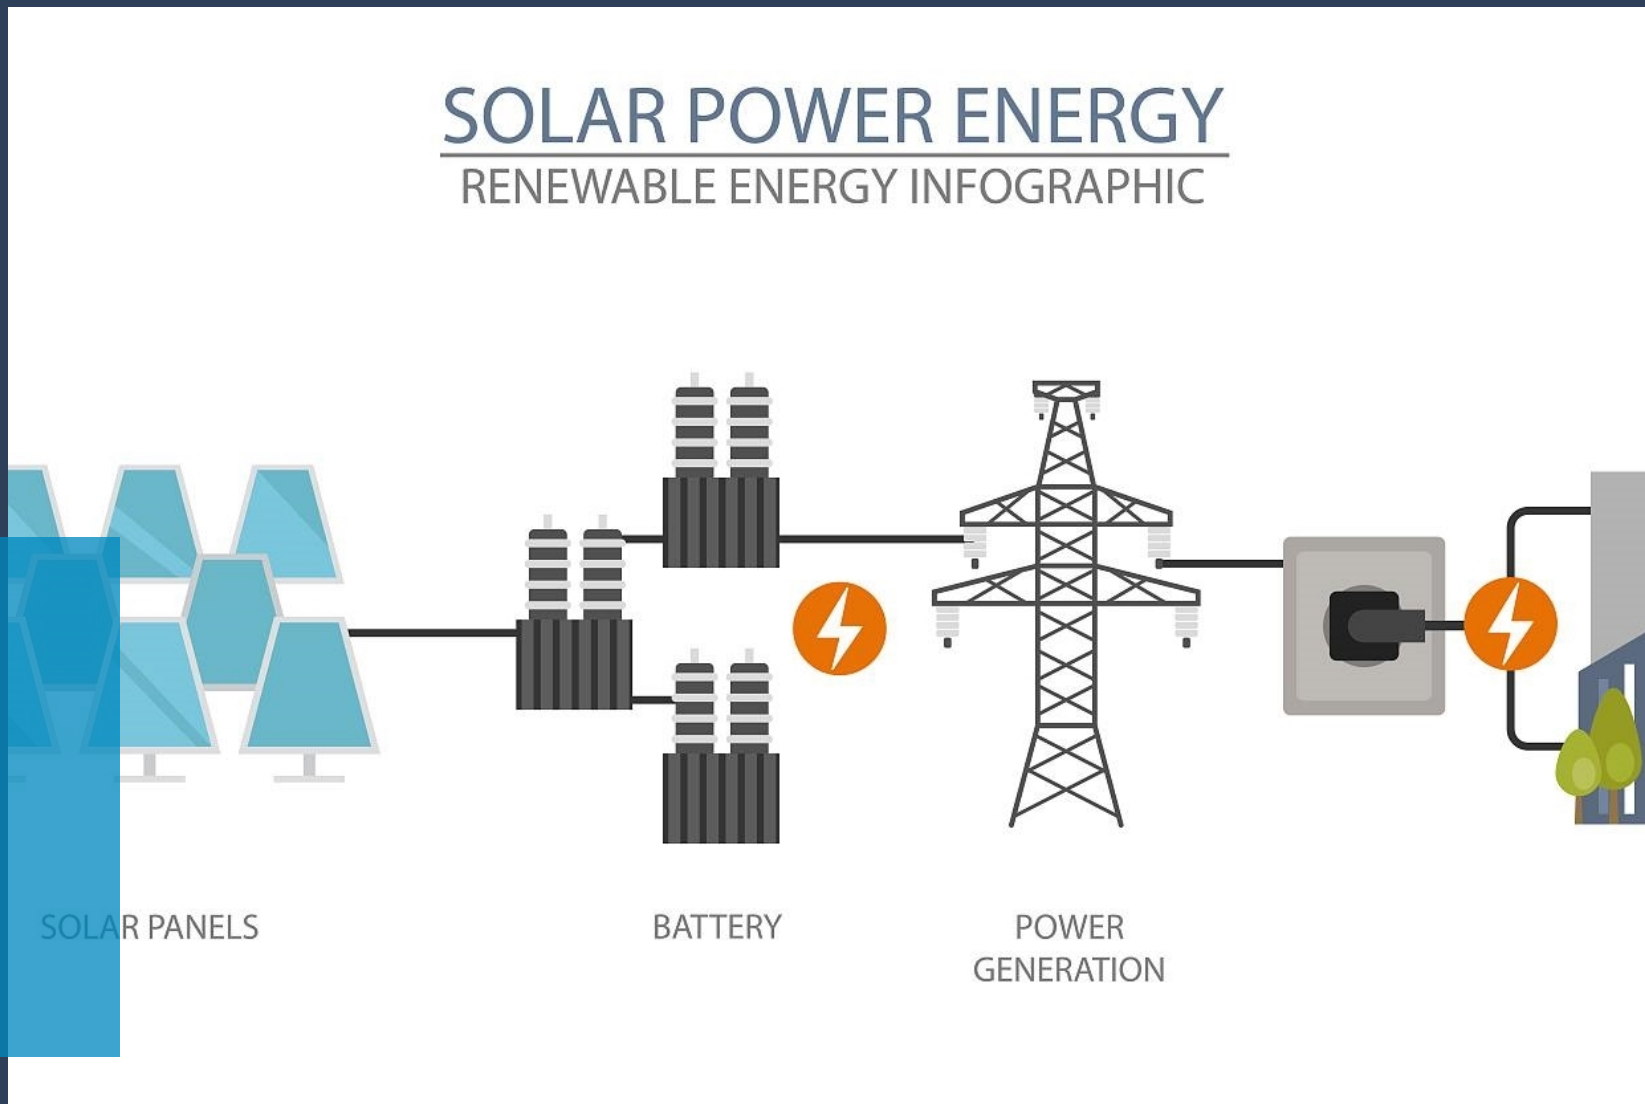 SOLAR POWER ENERGY
RENEWABLE ENERGY INFOGRAPHIC
SOLAR PANELS
BATTERY
POWER
GENERATION